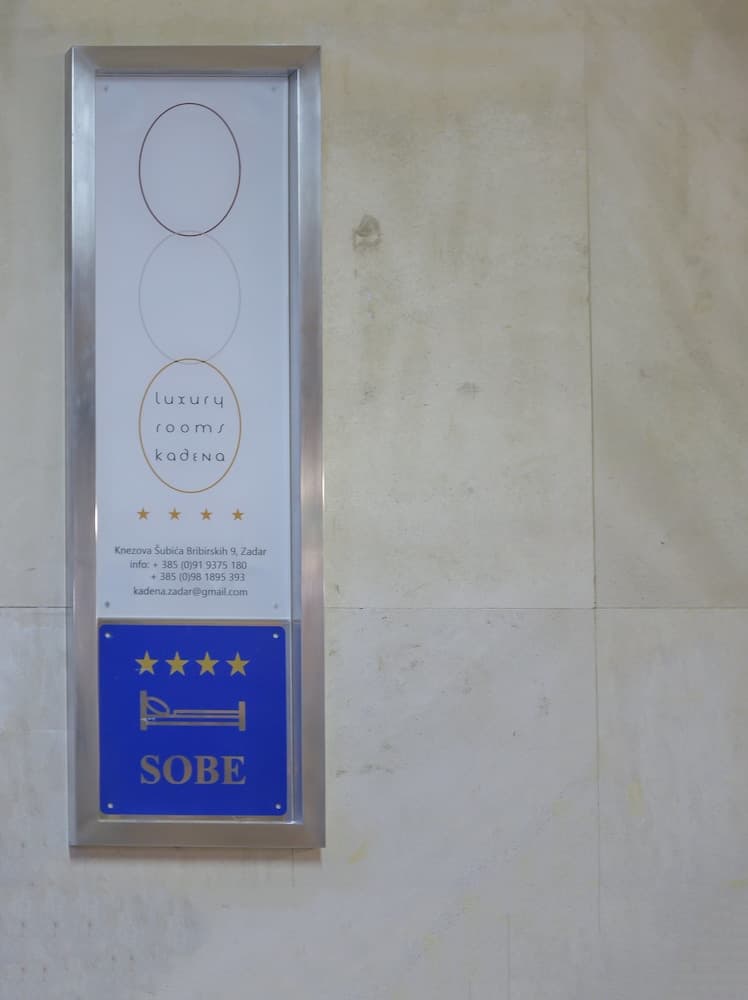 luxury
rooms
kadena
Knezova Šubića Bribirskih 9, Zadar
info: + 385 (0)91 9375 180
+ 385 (0)98 1895 393
kadena.zadar@gmail.com
SOBE